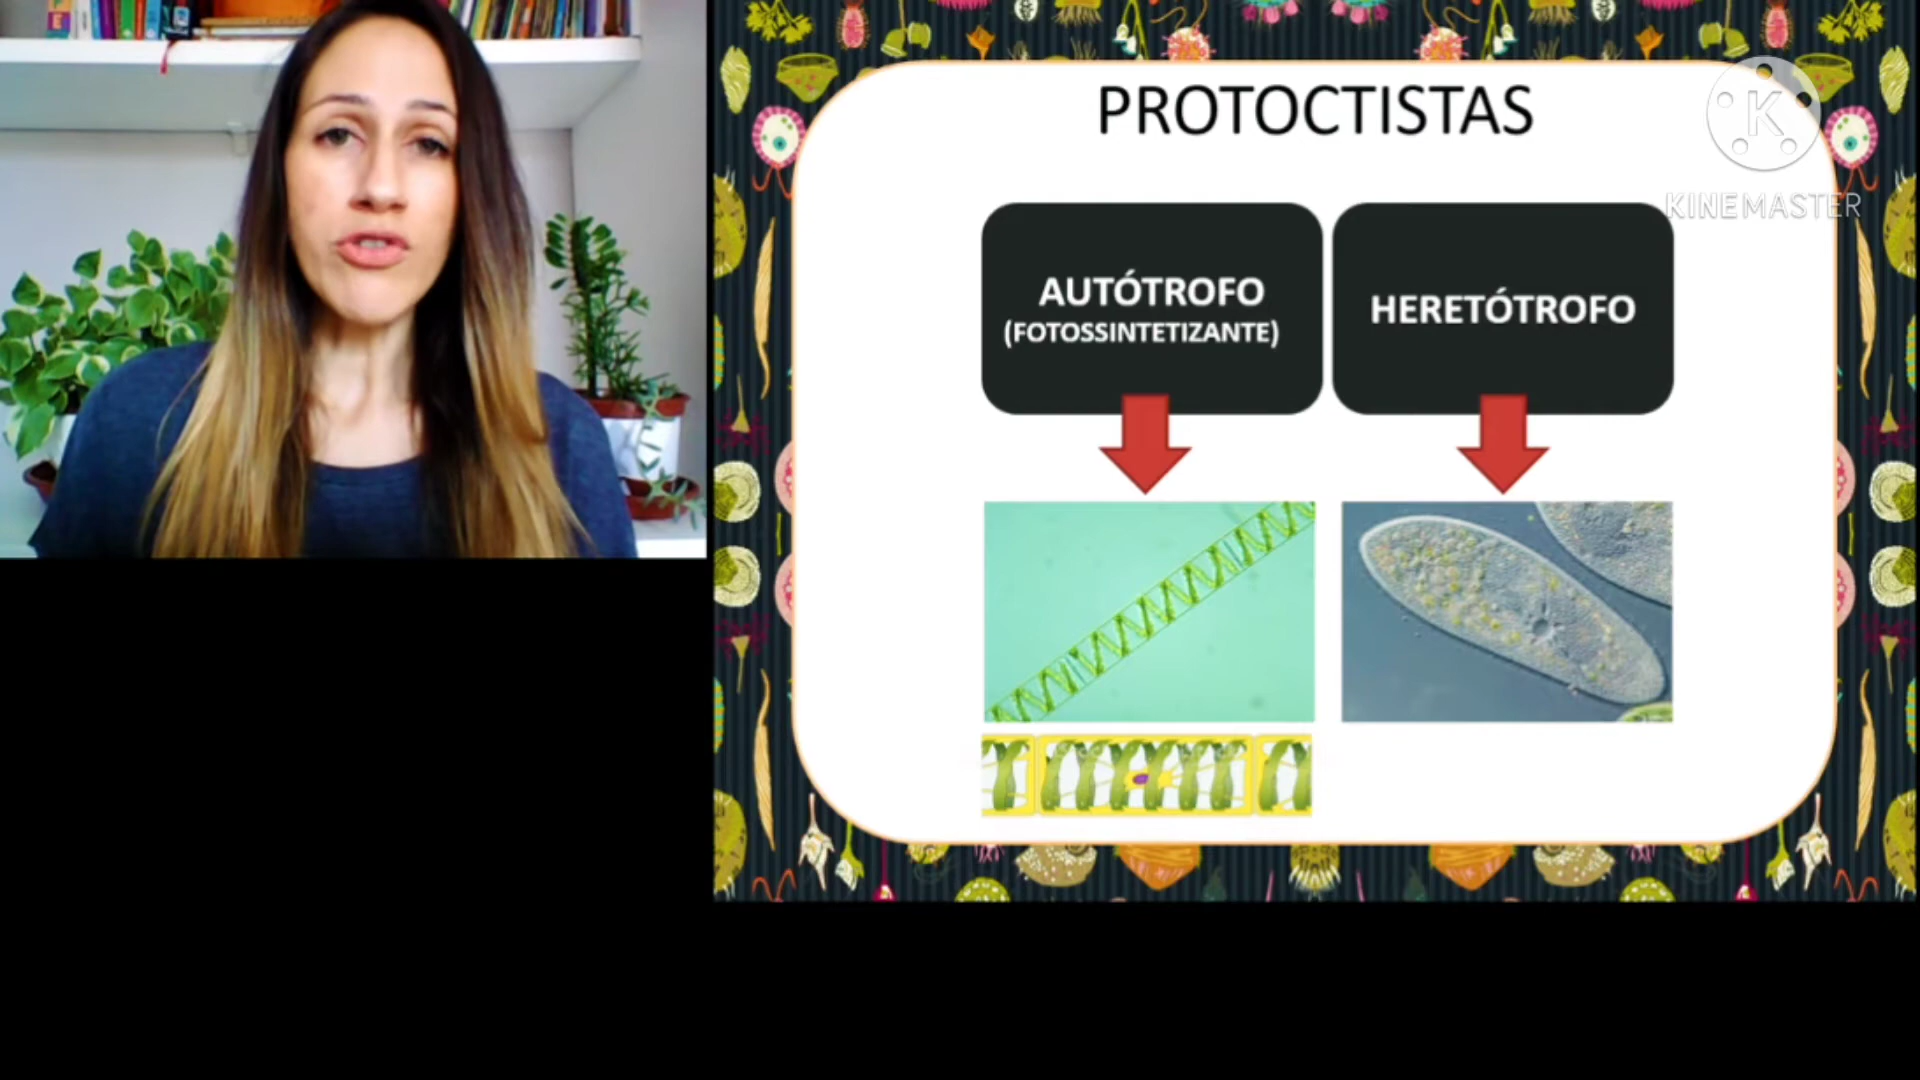 PROTOCTISTAS
K
KINEMASTER
AUTÓTROFO
(FOTOSSINTETIZANTE)
HERETÓTROFO